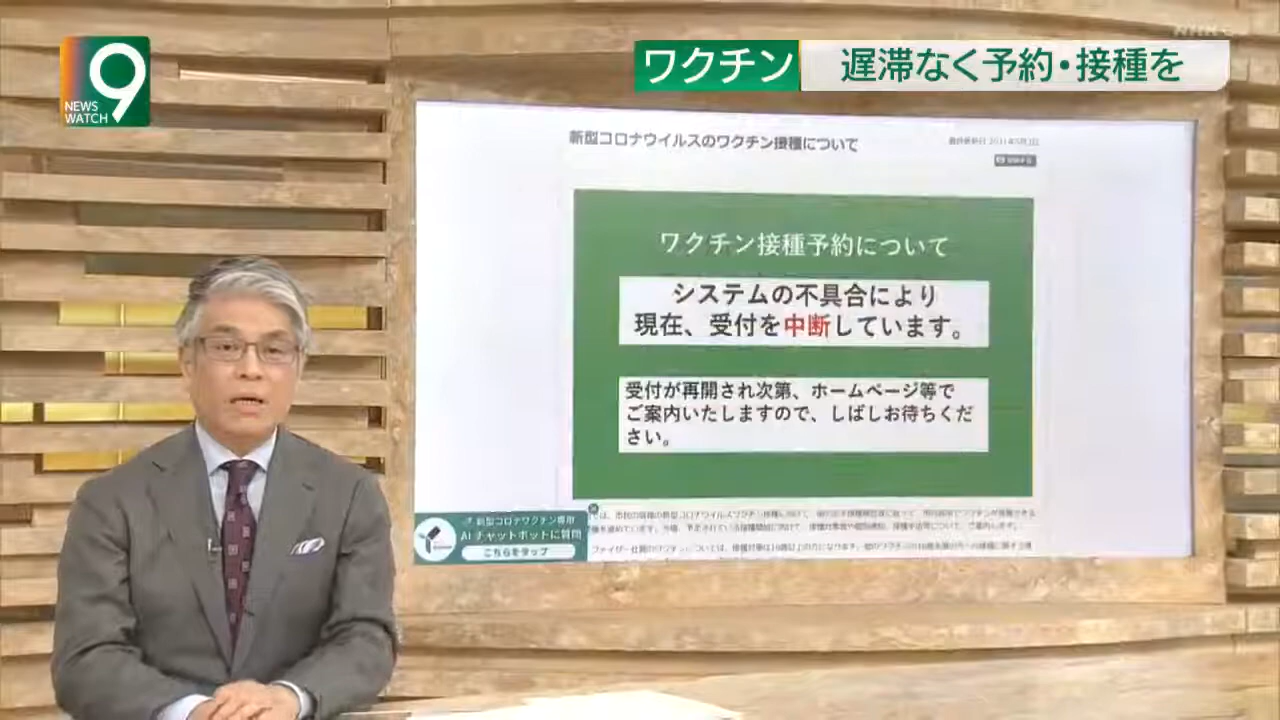 9
NEWS
WATCH
ワクチン 遅滞なく予約・接種を
新型コロナウイルスのワクチン接種について
ワクチン接種予約について
システムの不具合により
現在、受付を中断しています。
受付が再開され次第、ホームページ等で
ご案内いたしますので、しばしお待ちくだ
さい。
新型コロナワクチン専用
AIチャットボットに質問
こちらをタップ